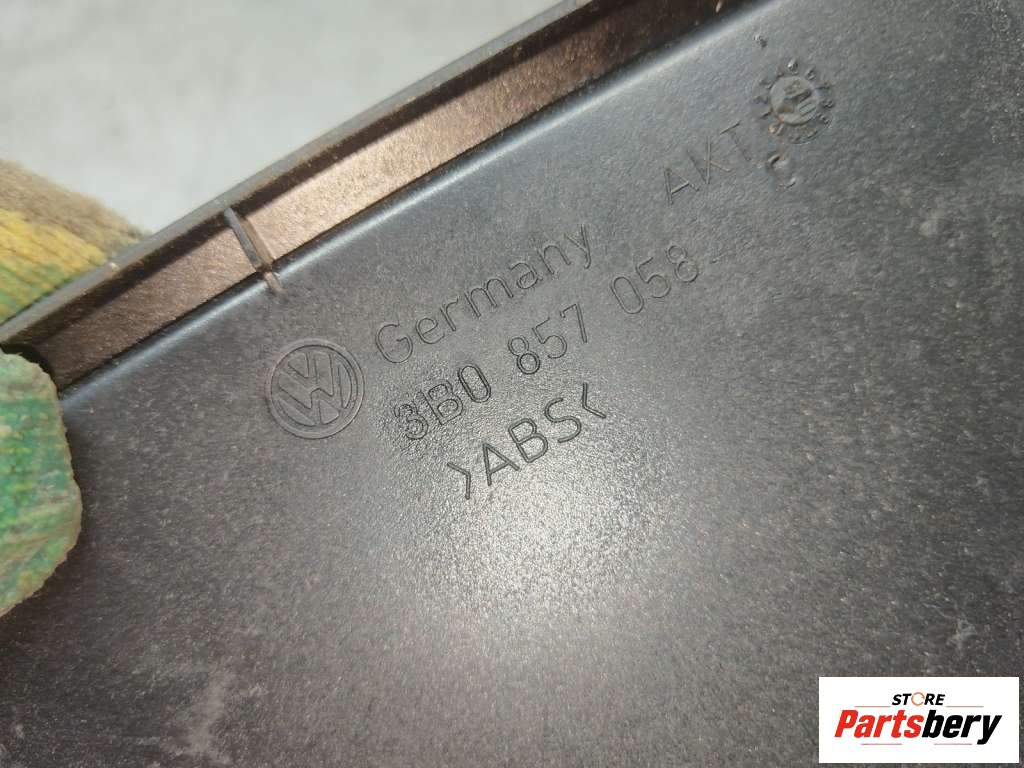 AKT
Germany
3B0 857 058
>ABS<
STORE
Partsbery